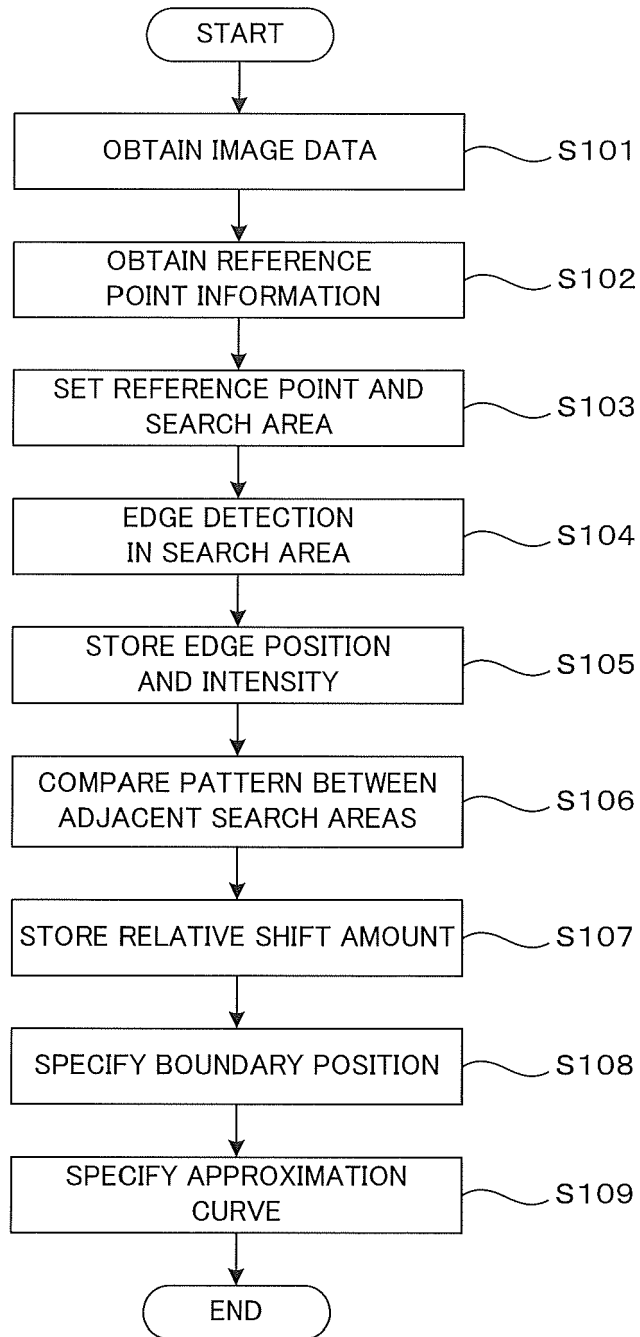 START
OBTAIN IMAGE DATA
S101
OBTAIN REFERENCE
POINT INFORMATION
S102
SET REFERENCE POINT AND
SEARCH AREA
S103
EDGE DETECTION
IN SEARCH AREA
S104
STORE EDGE POSITION
AND INTENSITY
S105
COMPARE PATTERN BETWEEN
ADJACENT SEARCH AREAS
S106
STORE RELATIVE SHIFT AMOUNT
S107
SPECIFY BOUNDARY POSITION
S108
SPECIFY APPROXIMATION
CURVE
S109
END